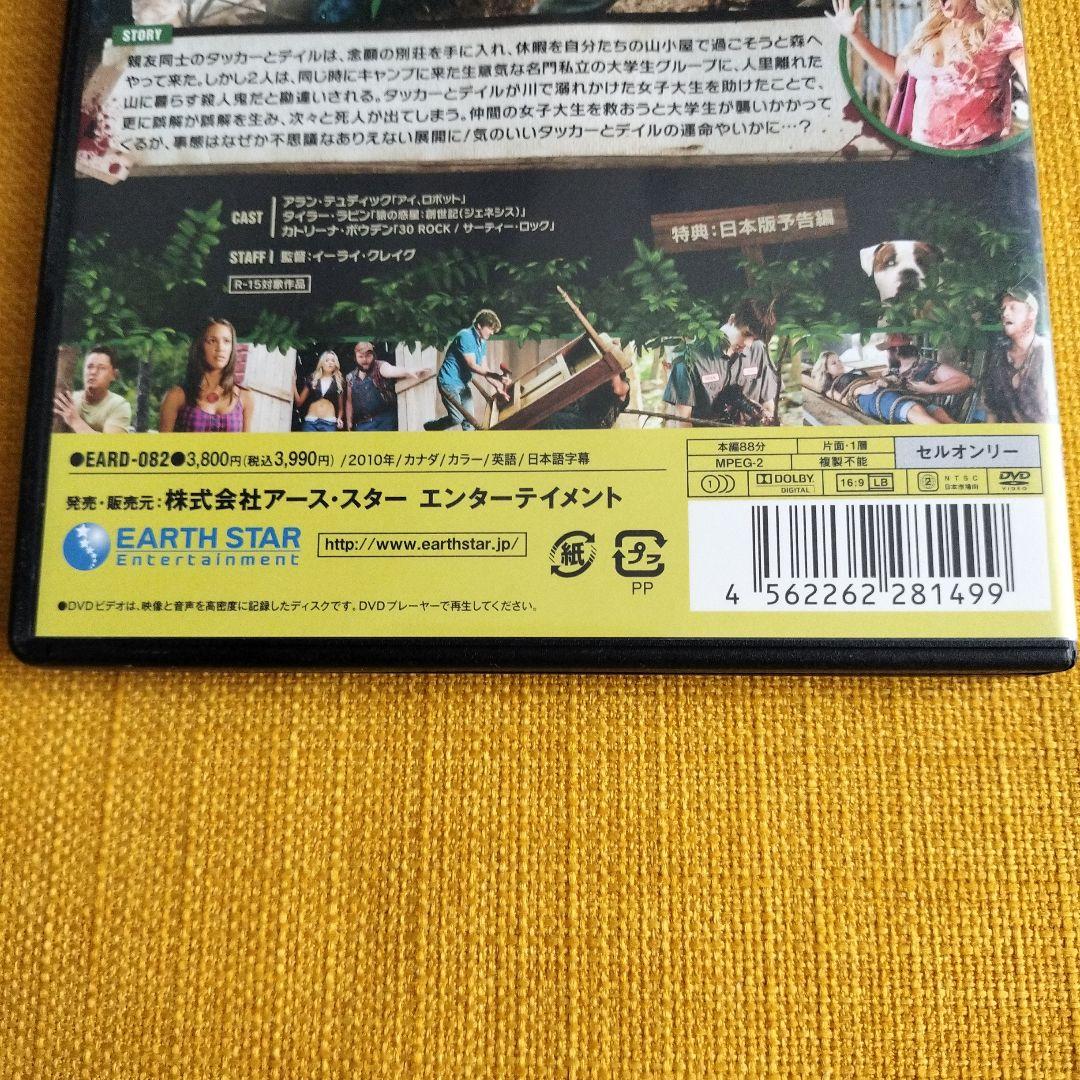 STORY
親友同士のタッカーとデイルは、念願の別荘を手に入れ、休暇を自分たちの山小屋で過ごそうと森へ
やって来た。しかし2人は、同じ時にキャンプに来た生意気な名門私立の大学生グループに、人里離れた
山に暮らす殺人鬼だと勘違いされる。タッカーとデイルが川で溺れかけた女子大生を助けたことで、
更に誤解が誤解を生み、次々と死人が出てしまう。仲間の女子大生を救おうと大学生が襲いかかって
くるが、事態はなぜか不思議なありえない展開に!気のいいタッカーとデイルの運命やいかに…?
CAST
アラン・テュディック「アイ,ロボット」
タイラー・ラビン「猿の惑星:創世記(ジェネシス)」
カトリーナ・ボウデン「30 ROCK / サーティー・ロック」
STAFF 監督:イーライ・クレイグ
R-15対象作品
特典:日本版予告編
●EARD-082●3,800円(税込3,990円)/2010年/カナダ/カラー/英語/日本語字幕
発売・販売元:株式会社アース・スター エンターテイメント
EARTH STAR
Entertainment
http://www.earthstar.jp/
紙
プラ
PP
●DVDビデオは、映像と音声を高密度に記録したディスクです。DVDプレーヤーで再生してください。
本編88分 片面・1層 セルオンリー
MPEG-2 複製不能
1 DOLBY DIGITAL 16:9 LB 2 NTSC 日本市場向 DVD VIDEO
4 562262 281499